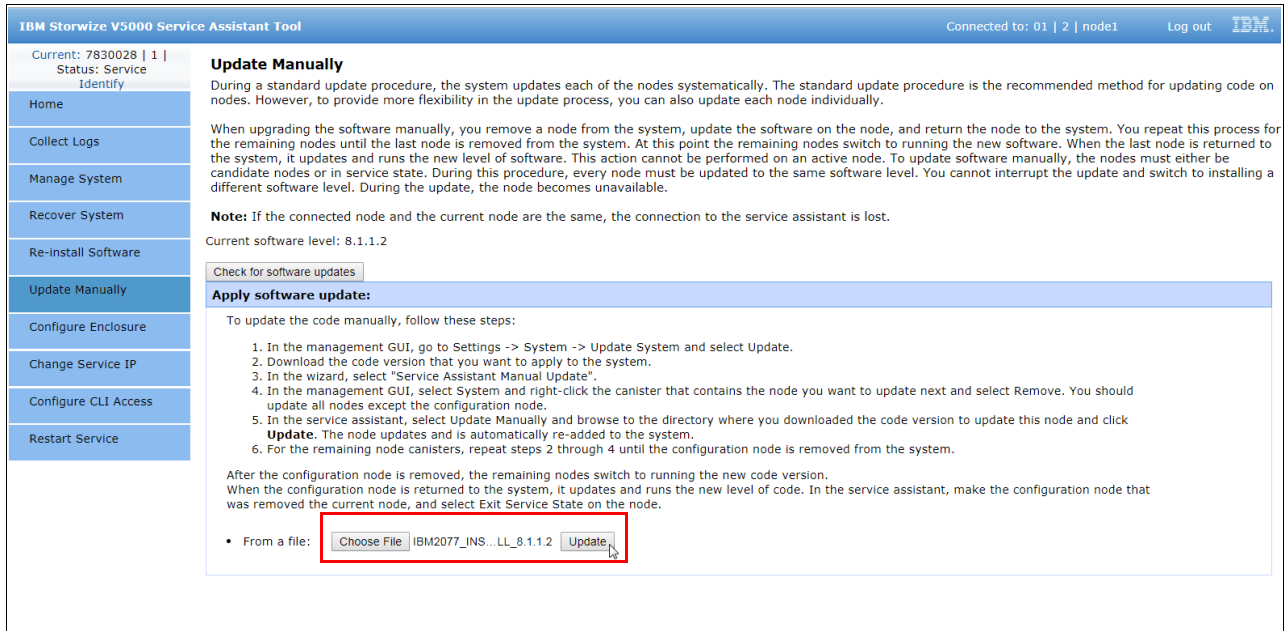 IBM Storwize V5000 Service Assistant Tool
Connected to: 01 | 2 | node1
Log out
IBM.
Current: 7830028 | 1 |
Status: Service
Identify
Home
Collect Logs
Manage System
Recover System
Re-install Software
Update Manually
Configure Enclosure
Change Service IP
Configure CLI Access
Restart Service
Update Manually
During a standard update procedure, the system updates each of the nodes systematically. The standard update procedure is the recommended method for updating code on
nodes. However, to provide more flexibility in the update process, you can also update each node individually.
When upgrading the software manually, you remove a node from the system, update the software on the node, and return the node to the system. You repeat this process for
the remaining nodes until the last node is removed from the system. At this point the remaining nodes switch to running the new software. When the last node is returned to
the system, it updates and runs the new level of software. This action cannot be performed on an active node. To update software manually, the nodes must either be
candidate nodes or in service state. During this procedure, every node must be updated to the same software level. You cannot interrupt the update and switch to installing a
different software level. During the update, the node becomes unavailable.
Note: If the connected node and the current node are the same, the connection to the service assistant is lost.
Current software level: 8.1.1.2
Check for software updates
Apply software update:
To update the code manually, follow these steps:
1. In the management GUI, go to Settings -> System -> Update System and select Update.
2. Download the code version that you want to apply to the system.
3. In the wizard, select "Service Assistant Manual Update".
4. In the management GUI, select System and right-click the canister that contains the node you want to update next and select Remove. You should
update all nodes except the configuration node.
5. In the service assistant, select Update Manually and browse to the directory where you downloaded the code version to update this node and click
Update. The node updates and is automatically re-added to the system.
6. For the remaining node canisters, repeat steps 2 through 4 until the configuration node is removed from the system.
After the configuration node is removed, the remaining nodes switch to running the new code version.
When the configuration node is returned to the system, it updates and runs the new level of code. In the service assistant, make the configuration node that
was removed the current node, and select Exit Service State on the node.
• From a file: Choose File IBM2077_INS...LL_8.1.1.2 Update